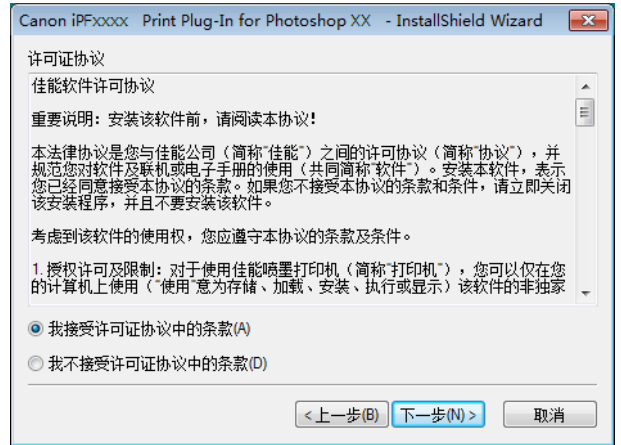 Canon iPFxxxx Print Plug-In for Photoshop XX - InstallShield Wizard
许可证协议
佳能软件许可协议
重要说明：安装该软件前，请阅读本协议！
本法律协议是您与佳能公司（简称"佳能"）之间的许可协议（简称"协议"），并
规范您对软件及联机或电子手册的使用（共同简称"软件"）。安装本软件，表示
您已经同意接受本协议的条款。如果您不接受本协议的条款和条件，请立即关闭
该安装程序，并且不要安装该软件。
考虑到该软件的使用权，您应遵守本协议的条款及条件。
1. 授权许可及限制：对于使用佳能喷墨打印机（简称"打印机"），您可以仅在您
的计算机上使用（"使用"意为存储、加载、安装、执行或显示）该软件的非独家
我接受许可证协议中的条款(A)
我不接受许可证协议中的条款(D)
<上一步(B) 下一步(N)> 取消